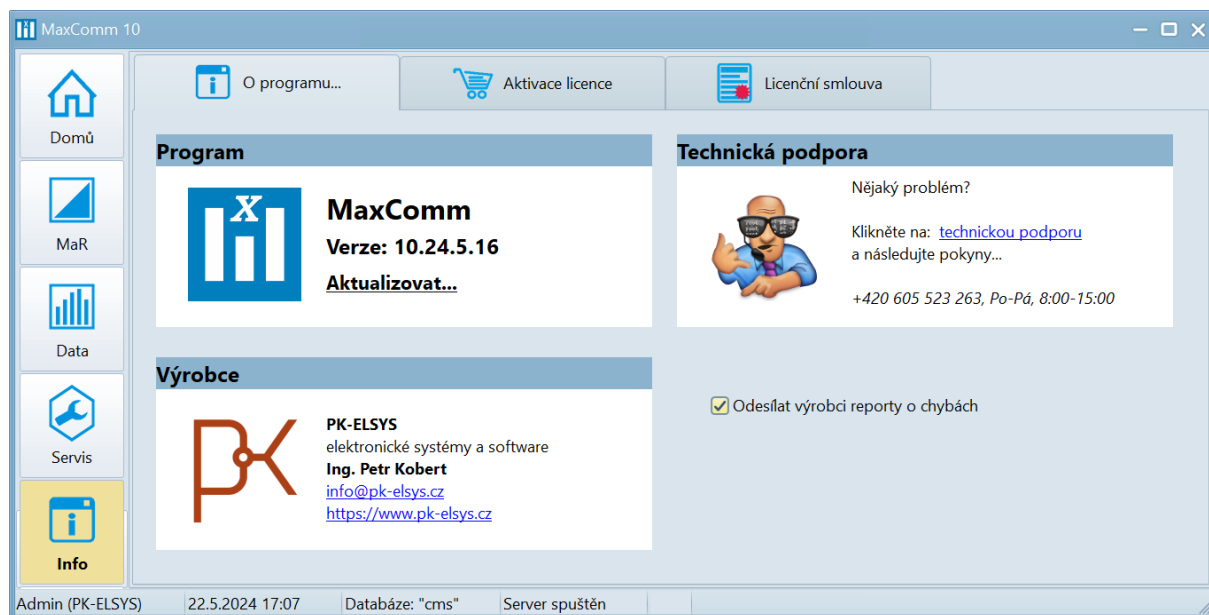 MaxComm 10
Domů
MaR
Data
Servis
Info
O programu...
Aktivace licence
Licenční smlouva
Program
MaxComm
Verze: 10.24.5.16
Aktualizovat...
Technická podpora
Nějaký problém?
Klikněte na: technickou podporu
a následujte pokyny...
+420 605 523 263, Po-Pá, 8:00-15:00
Výrobce
PK-ELSYS
elektronické systémy a software
Ing. Petr Kobert
info@pk-elsys.cz
https://www.pk-elsys.cz
Odesílat výrobci reporty o chybách
Admin (PK-ELSYS) 22.5.2024 17:07 Databáze: "cms" Server spuštěn